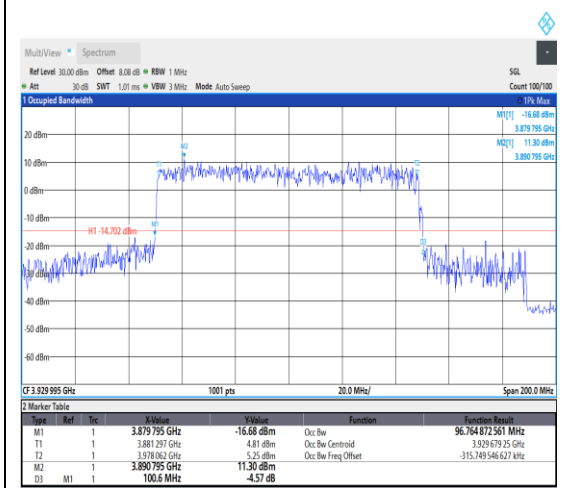 MultiView Spectrum
Ref Level 30.00 dBm Offset 8.08 dB RBW 1 MHz SGL
Att 30 dB SWT 1.01 ms VBW 3 MHz Mode Auto Sweep Count 100/100
1 Occupied Bandwidth 1Pk Max
M1[1] -16.68 dBm
3.879 795 GHz
M2[1] 11.30 dBm
3.890 795 GHz
20 dBm
M2
10 dBm
T1 T2
0 dBm
-10 dBm
H1 -14.702 dBm M1
-20 dBm
D3
-30 dBm
-40 dBm
-50 dBm
-60 dBm
CF 3.929 995 GHz 1001 pts 20.0 MHz/ Span 200.0 MHz
2 Marker Table
Type Ref Trc X-Value Y-Value Function Function Result
M1 1 3.879 795 GHz -16.68 dBm Occ Bw 96.764 872 561 MHz
T1 1 3.881 297 GHz 4.81 dBm Occ Bw Centroid 3.929 679 25 GHz
T2 1 3.978 062 GHz 5.25 dBm Occ Bw Freq Offset -315.749 546 627 kHz
M2 1 3.890 795 GHz 11.30 dBm
D3 M1 1 100.6 MHz -4.57 dB